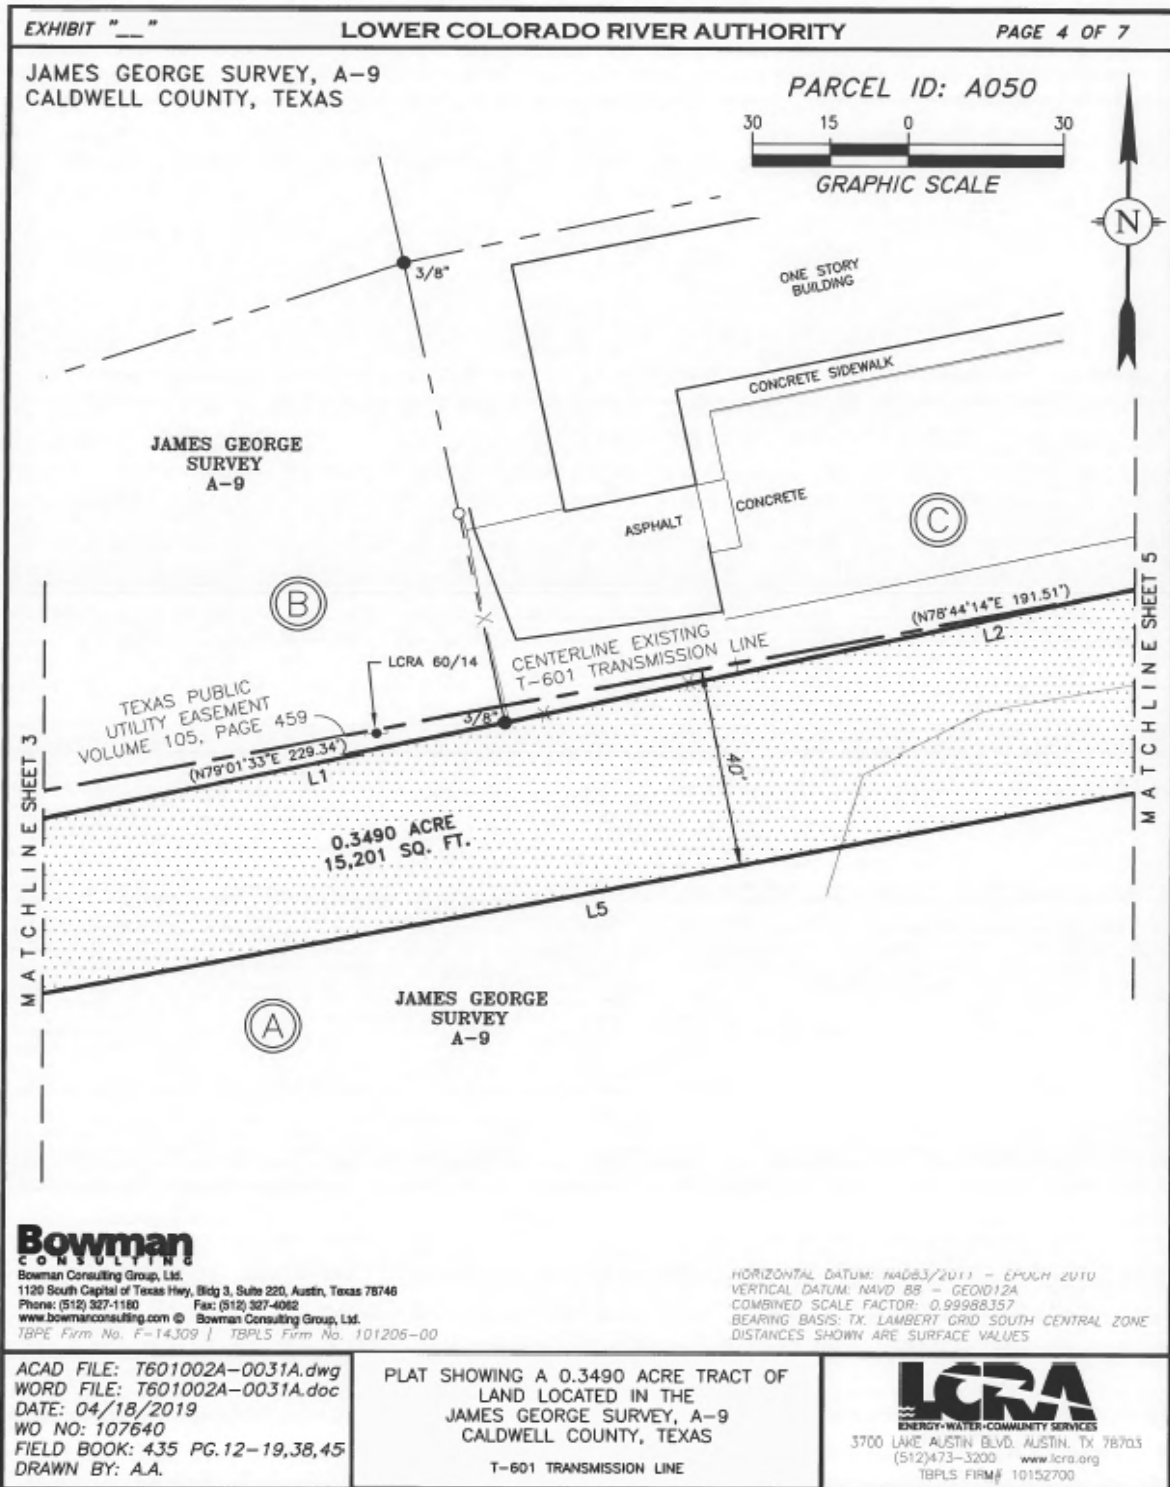 EXHIBIT "__"
LOWER COLORADO RIVER AUTHORITY
PAGE 4 OF 7
JAMES GEORGE SURVEY, A-9
CALDWELL COUNTY, TEXAS
PARCEL ID: A050
30 15 0 30
GRAPHIC SCALE
N
3/8"
ONE STORY
BUILDING
CONCRETE SIDEWALK
JAMES GEORGE
SURVEY
A-9
CONCRETE
ASPHALT
C
B
(N78°44'14"E 191.51')
L2
MATCHLINE SHEET 5
LCRA 60/14
CENTERLINE EXISTING
T-601 TRANSMISSION LINE
TEXAS PUBLIC
UTILITY EASEMENT
VOLUME 105, PAGE 459
3/8"
(N79°01'33"E 229.34')
L1
MATCHLINE SHEET 3
40'
0.3490 ACRE
15,201 SQ. FT.
L5
A
JAMES GEORGE
SURVEY
A-9
Bowman
CONSULTING
Bowman Consulting Group, Ltd.
1120 South Capital of Texas Hwy, Bldg 3, Suite 220, Austin, Texas 78746
Phone: (512) 327-1180 Fax: (512) 327-4062
www.bowmanconsulting.com © Bowman Consulting Group, Ltd.
TBPE Firm No. F-14309 | TBPLS Firm No. 101206-00
HORIZONTAL DATUM: NAD83/2011 - EPOCH 2010
VERTICAL DATUM: NAVD 88 - GEOID12A
COMBINED SCALE FACTOR: 0.99988357
BEARING BASIS: TX. LAMBERT GRID SOUTH CENTRAL ZONE
DISTANCES SHOWN ARE SURFACE VALUES
ACAD FILE: T601002A-0031A.dwg
WORD FILE: T601002A-0031A.doc
DATE: 04/18/2019
WO NO: 107640
FIELD BOOK: 435 PG.12-19,38,45
DRAWN BY: A.A.
PLAT SHOWING A 0.3490 ACRE TRACT OF
LAND LOCATED IN THE
JAMES GEORGE SURVEY, A-9
CALDWELL COUNTY, TEXAS
T-601 TRANSMISSION LINE
LCRA
ENERGY•WATER•COMMUNITY SERVICES
3700 LAKE AUSTIN BLVD. AUSTIN, TX 78703
(512)473-3200 www.lcra.org
TBPLS FIRM# 10152700